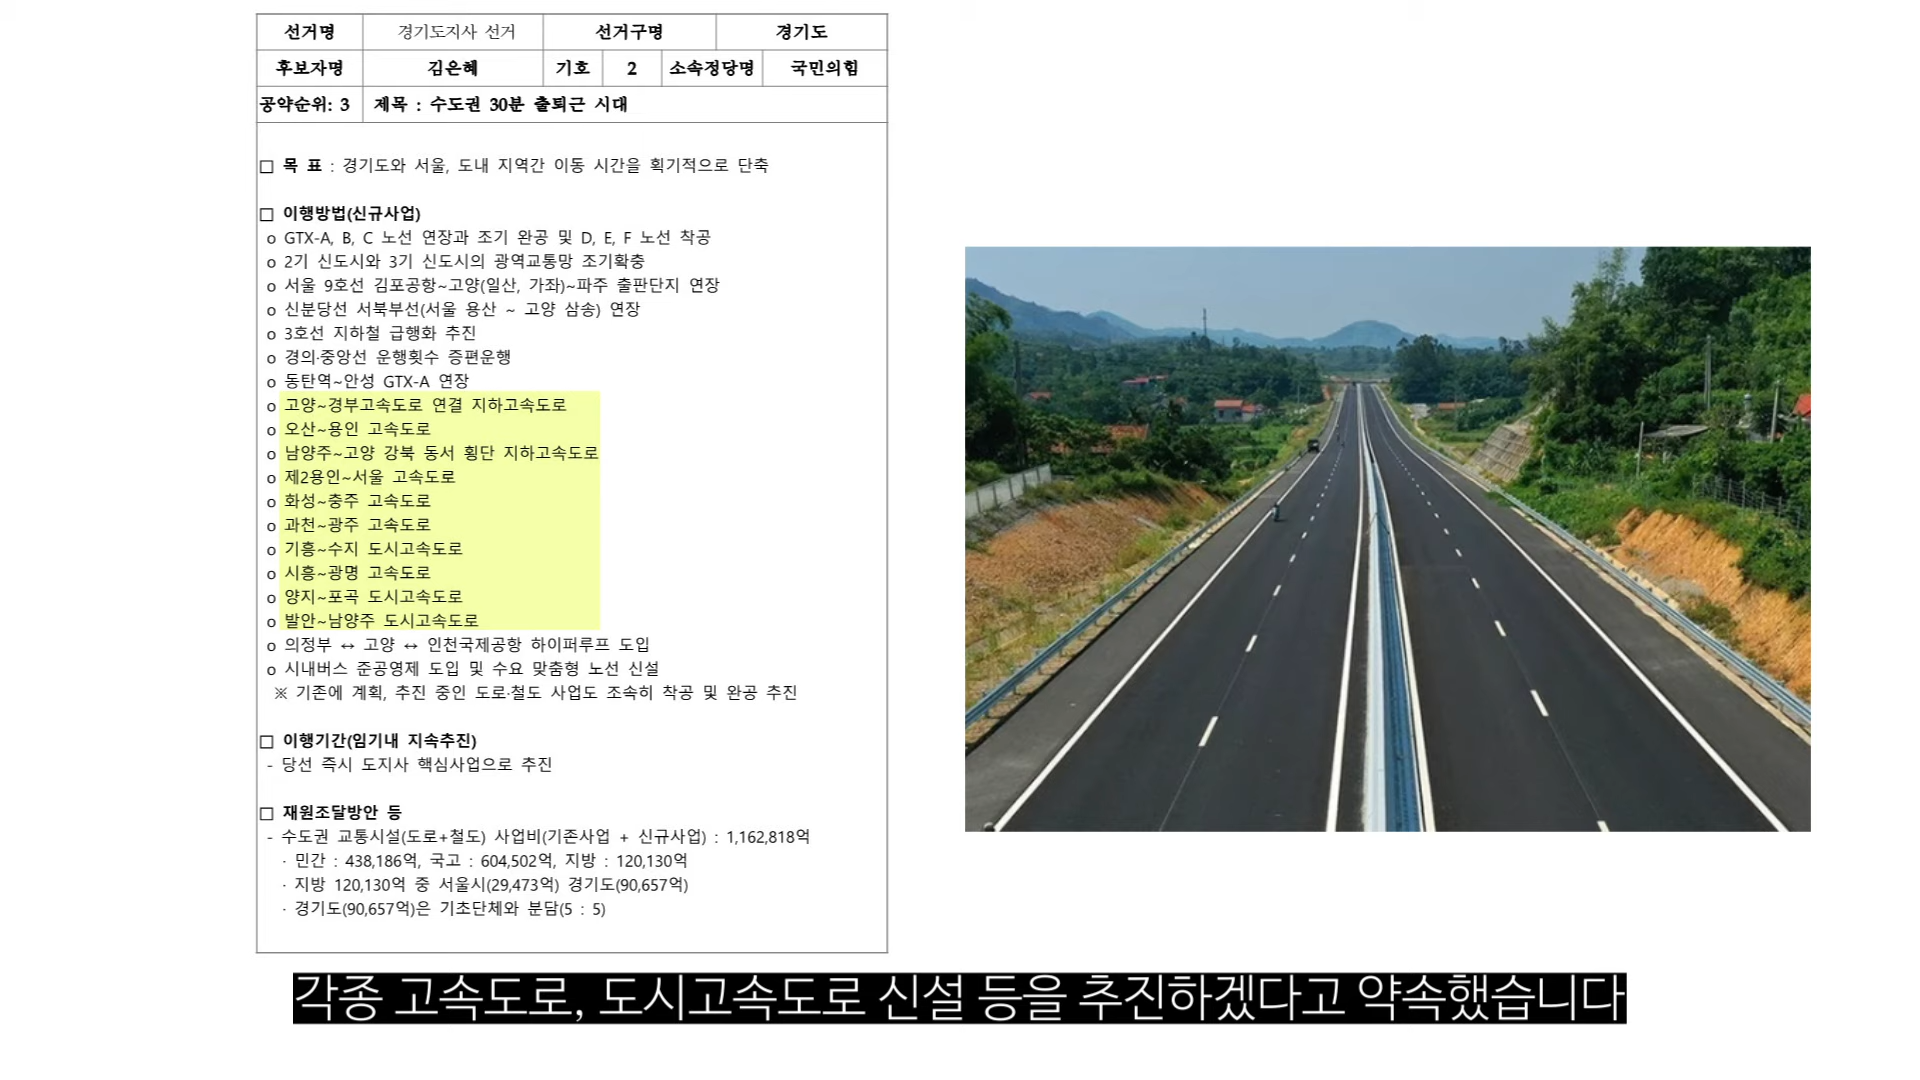 선거명 경기도지사 선거 선거구명 경기도
후보자명 김은혜 기호 2 소속정당명 국민의힘
공약순위: 3 제목 : 수도권 30분 출퇴근 시대
□ 목 표 : 경기도와 서울, 도내 지역간 이동 시간을 획기적으로 단축
□ 이행방법(신규사업)
o GTX-A, B, C 노선 연장과 조기 완공 및 D, E, F 노선 착공
o 2기 신도시와 3기 신도시의 광역교통망 조기확충
o 서울 9호선 김포공항~고양(일산, 가좌)~파주 출판단지 연장
o 신분당선 서북부선(서울 용산 ~ 고양 삼송) 연장
o 3호선 지하철 급행화 추진
o 경의·중앙선 운행횟수 증편운행
o 동탄역~안성 GTX-A 연장
o 고양~경부고속도로 연결 지하고속도로
o 오산~용인 고속도로
o 남양주~고양 강북 동서 횡단 지하고속도로
o 제2용인~서울 고속도로
o 화성~충주 고속도로
o 과천~광주 고속도로
o 기흥~수지 도시고속도로
o 시흥~광명 고속도로
o 양지~포곡 도시고속도로
o 발안~남양주 도시고속도로
o 의정부 ↔ 고양 ↔ 인천국제공항 하이퍼루프 도입
o 시내버스 준공영제 도입 및 수요 맞춤형 노선 신설
※ 기존에 계획, 추진 중인 도로·철도 사업도 조속히 착공 및 완공 추진
□ 이행기간(임기내 지속추진)
- 당선 즉시 도지사 핵심사업으로 추진
□ 재원조달방안 등
- 수도권 교통시설(도로+철도) 사업비(기존사업 + 신규사업) : 1,162,818억
· 민간 : 438,186억, 국고 : 604,502억, 지방 : 120,130억
· 지방 120,130억 중 서울시(29,473억) 경기도(90,657억)
· 경기도(90,657억)은 기초단체와 분담(5 : 5)
각종 고속도로, 도시고속도로 신설 등을 추진하겠다고 약속했습니다